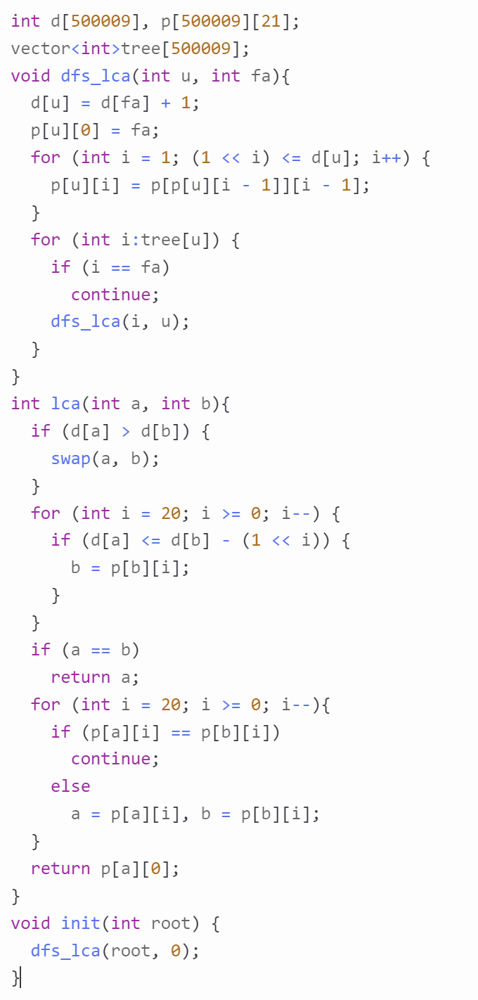 int d[500009], p[500009][21];
vector<int>tree[500009];
void dfs_lca(int u, int fa){
  d[u] = d[fa] + 1;
  p[u][0] = fa;
  for (int i = 1; (1 << i) <= d[u]; i++) {
    p[u][i] = p[p[u][i - 1]][i - 1];
  }
  for (int i:tree[u]) {
    if (i == fa)
      continue;
    dfs_lca(i, u);
  }
}
int lca(int a, int b){
  if (d[a] > d[b]) {
    swap(a, b);
  }
  for (int i = 20; i >= 0; i--) {
    if (d[a] <= d[b] - (1 << i)) {
      b = p[b][i];
    }
  }
  if (a == b)
    return a;
  for (int i = 20; i >= 0; i--){
    if (p[a][i] == p[b][i])
      continue;
    else
      a = p[a][i], b = p[b][i];
  }
  return p[a][0];
}
void init(int root) {
  dfs_lca(root, 0);
}